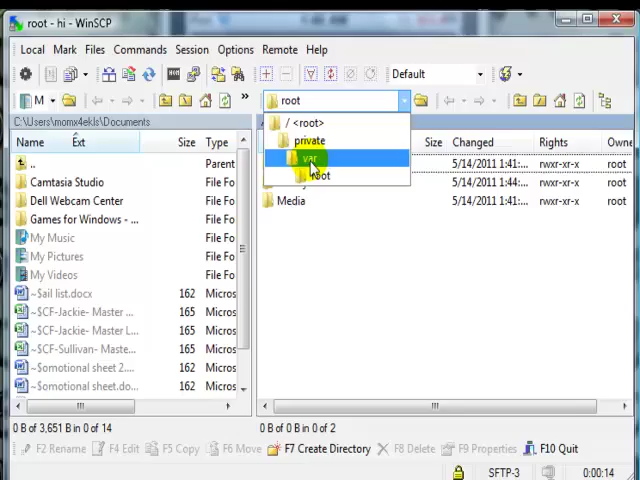 root - hi - WinSCP
Local Mark Files Commands Session Options Remote Help
Default
M root
/ <root>
private
var
root
C:\Users\momx4ekls\Documents
Name Ext Size Type
Size Changed Rights Owne
.. Parent
Camtasia Studio File Fo
Dell Webcam Center File Fo
Games for Windows - ... File Fo
My Music File Fo
My Pictures File Fo
My Videos File Fo
~$ail list.docx 162 Micros
~$CF-Jackie- Master ... 165 Micros
~$CF-Jackie- Master L... 165 Micros
~$CF-Sullivan- Master... 165 Micros
~$omotional sheet 2.... 162 Micros
~$omotional sheet.doc... 162 Micros
5/14/2011 1:41:... rwxr-xr-x root
5/14/2011 1:44:... rwxr-xr-x root
Media 5/14/2011 1:41:... rwxr-xr-x root
0 B of 3,651 B in 0 of 14
0 B of 0 B in 0 of 2
F2 Rename F4 Edit F5 Copy F6 Move F7 Create Directory F8 Delete F9 Properties F10 Quit
SFTP-3 0:00:14